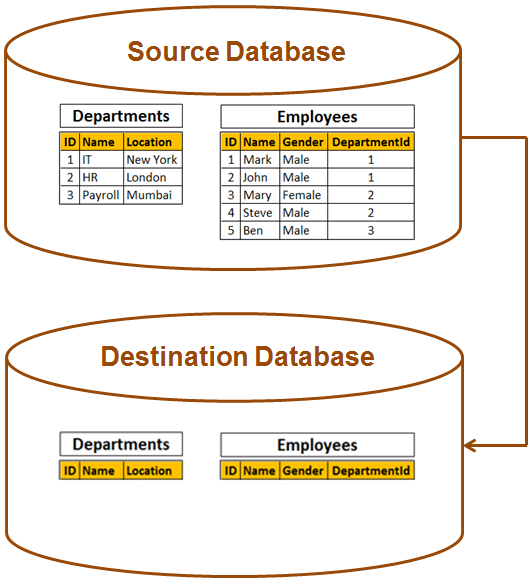 Source Database
Departments
ID Name Location
1 IT New York
2 HR London
3 Payroll Mumbai
Employees
ID Name Gender DepartmentId
1 Mark Male 1
2 John Male 1
3 Mary Female 2
4 Steve Male 2
5 Ben Male 3
Destination Database
Departments
ID Name Location
Employees
ID Name Gender DepartmentId